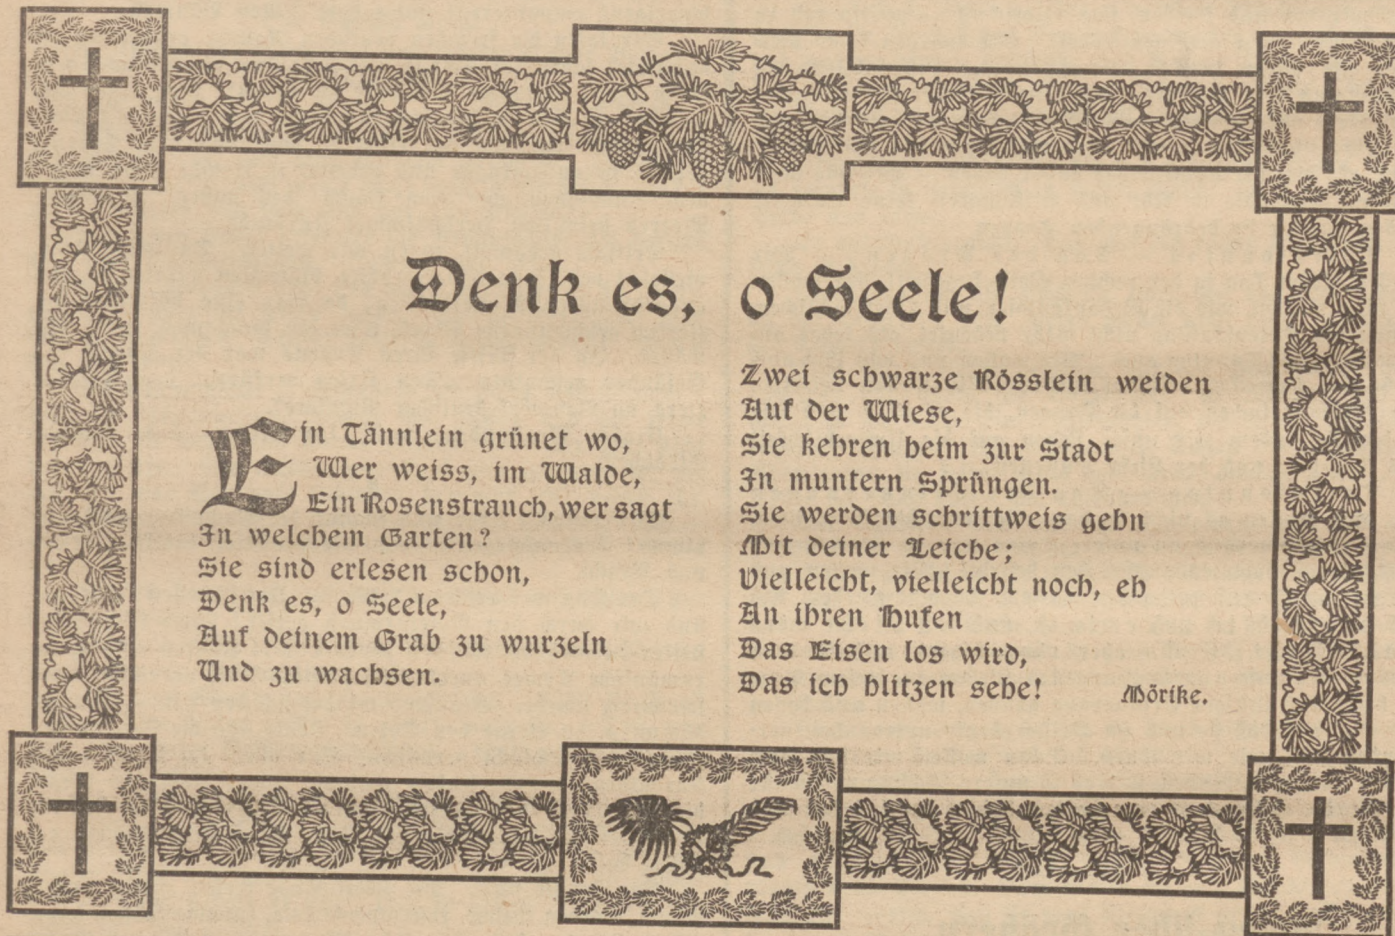 Denk es, o Seele!
Ein Tännlein grünet wo,
Wer weiss, im Walde,
Ein Rosenstrauch, wer sagt
In welchem Garten?
Sie sind erlesen schon,
Denk es, o Seele,
Auf deinem Grab zu wurzeln
Und zu wachsen.
Zwei schwarze Rösslein weiden
Auf der Wiese,
Sie kehren heim zur Stadt
In muntern Sprüngen.
Sie werden schrittweis gehn
Mit deiner Leiche;
Vielleicht, vielleicht noch, eh
An ihren Hufen
Das Eisen los wird,
Das ich blitzen sehe!
Mörike.